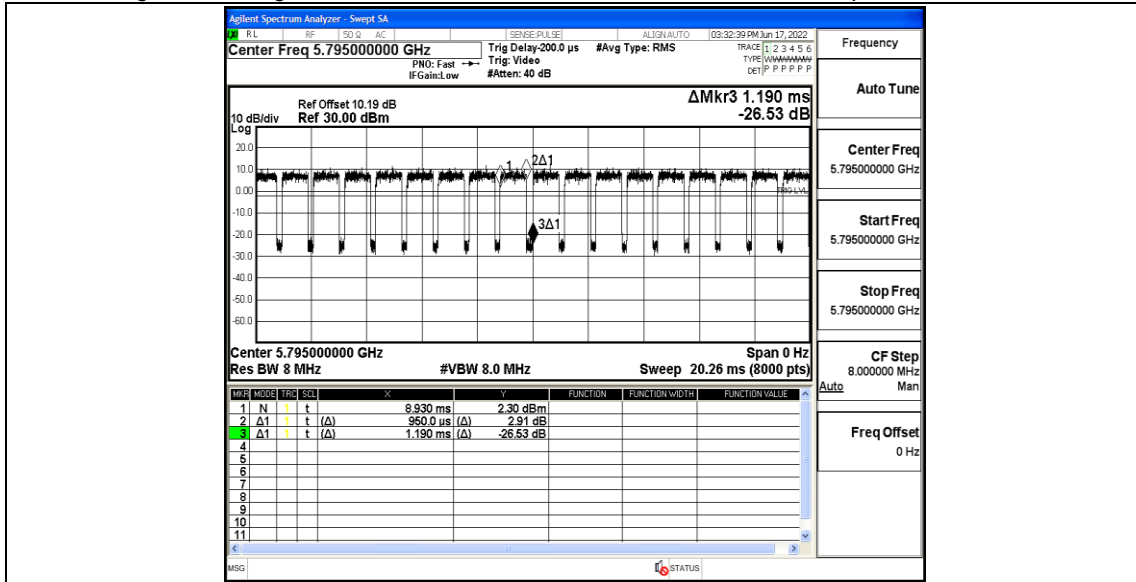 Agilent Spectrum Analyzer - Swept SA
LXI RL RF 50 Ω AC SENSE:PULSE ALIGN AUTO 03:32:39 PM Jun 17, 2022
Center Freq 5.795000000 GHz
PNO: Fast
IFGain:Low
Trig Delay-200.0 µs
Trig: Video
#Atten: 40 dB
#Avg Type: RMS
TRACE 1 2 3 4 5 6
TYPE WWWWWW
DET P P P P P P
ΔMkr3 1.190 ms
-26.53 dB
Ref Offset 10.19 dB
10 dB/div Ref 30.00 dBm
Log
20.0
10.0
0.00
-10.0
-20.0
-30.0
-40.0
-50.0
-60.0
1
2Δ1
3Δ1
TRIG LVL
Center 5.795000000 GHz Span 0 Hz
Res BW 8 MHz #VBW 8.0 MHz Sweep 20.26 ms (8000 pts)
MKR MODE TRC SCL X Y FUNCTION FUNCTION WIDTH FUNCTION VALUE
1 N 1 t 8.930 ms 2.30 dBm
2 Δ1 1 t (Δ) 950.0 µs (Δ) 2.91 dB
3 Δ1 1 t (Δ) 1.190 ms (Δ) -26.53 dB
4
5
6
7
8
9
10
11
MSG STATUS
Frequency
Auto Tune
Center Freq
5.795000000 GHz
Start Freq
5.795000000 GHz
Stop Freq
5.795000000 GHz
CF Step
8.000000 MHz
Auto Man
Freq Offset
0 Hz